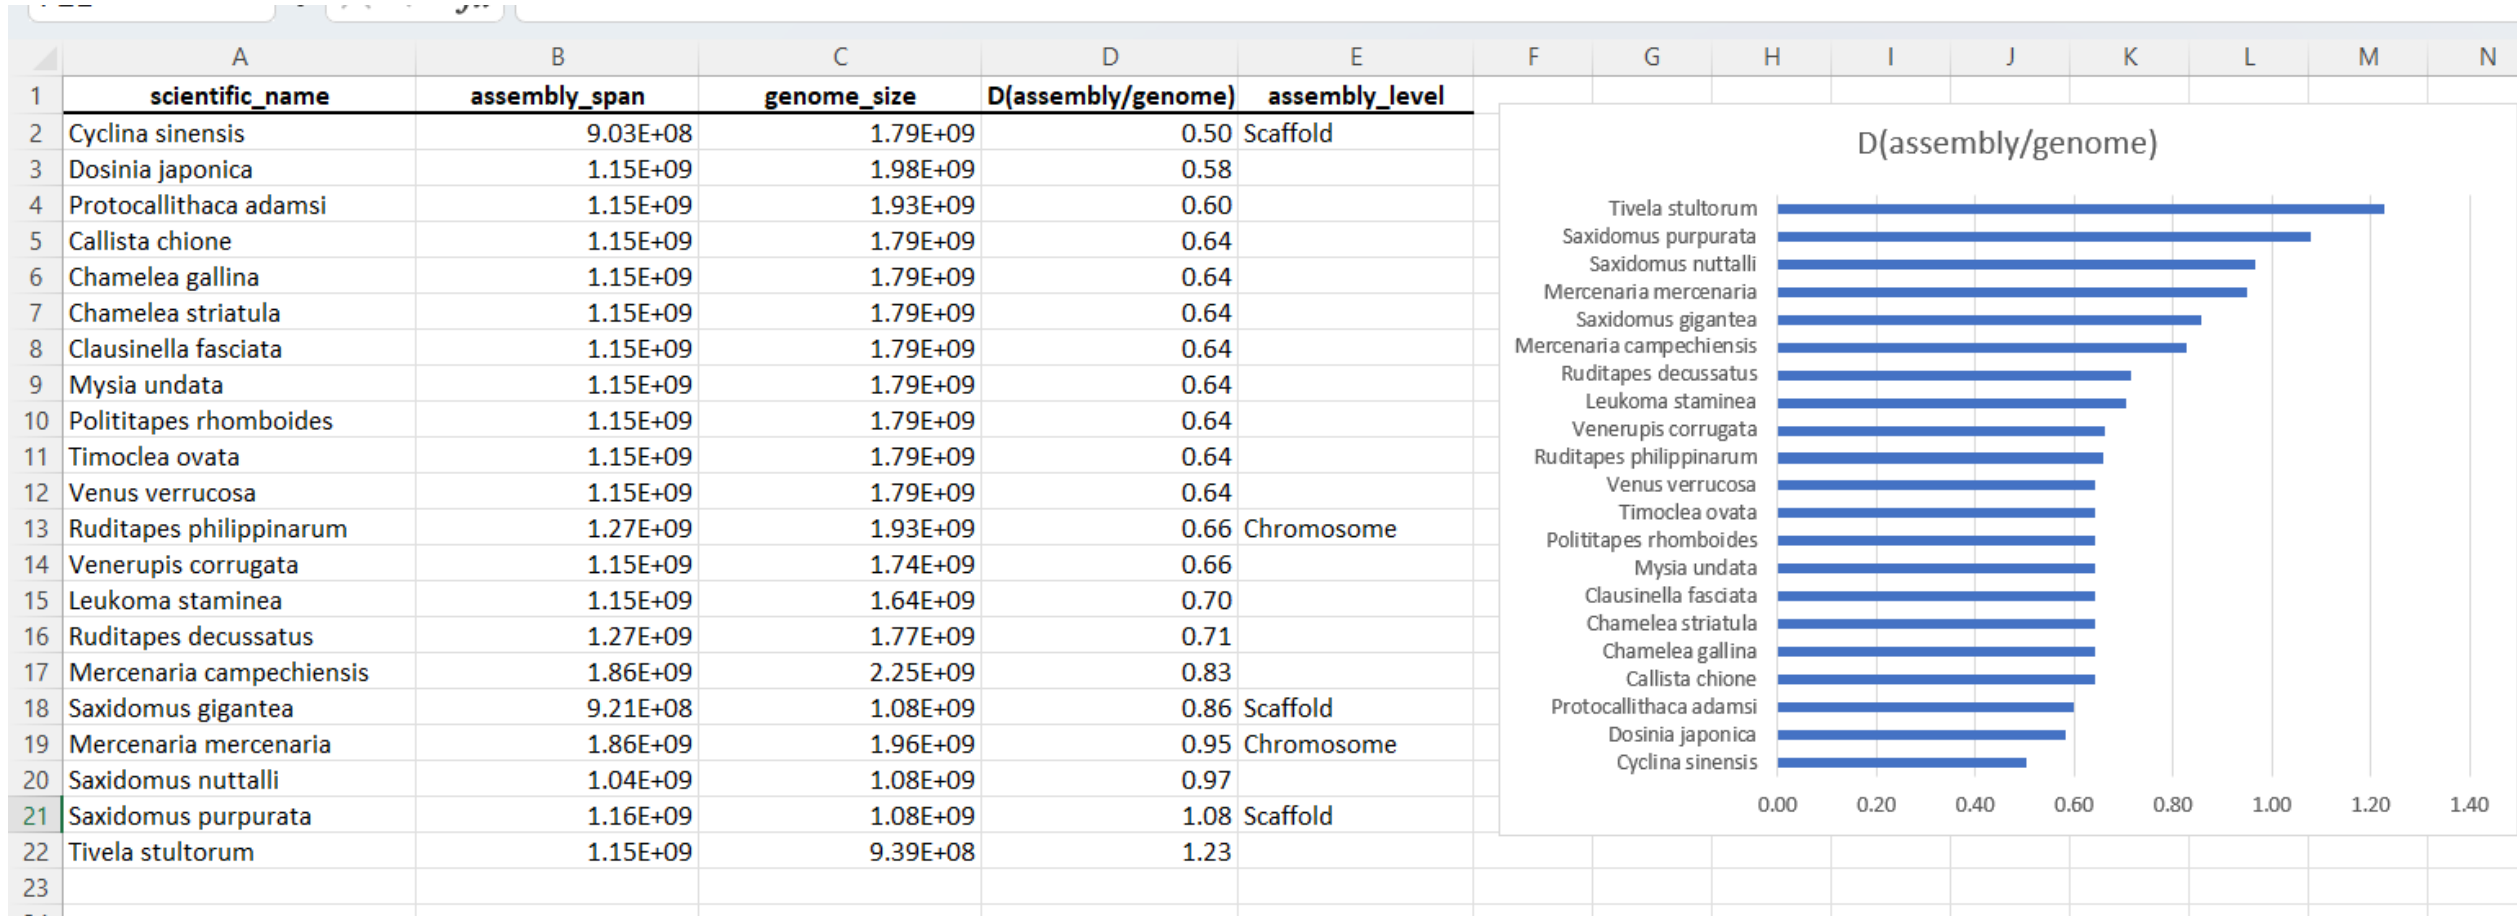 A B C D E F G H I J K L M N
1 scientific_name assembly_span genome_size D(assembly/genome) assembly_level
2 Cyclina sinensis 9.03E+08 1.79E+09 0.50 Scaffold
3 Dosinia japonica 1.15E+09 1.98E+09 0.58
4 Protocallithaca adamsi 1.15E+09 1.93E+09 0.60
5 Callista chione 1.15E+09 1.79E+09 0.64
6 Chamelea gallina 1.15E+09 1.79E+09 0.64
7 Chamelea striatula 1.15E+09 1.79E+09 0.64
8 Clausinella fasciata 1.15E+09 1.79E+09 0.64
9 Mysia undata 1.15E+09 1.79E+09 0.64
10 Polititapes rhomboides 1.15E+09 1.79E+09 0.64
11 Timoclea ovata 1.15E+09 1.79E+09 0.64
12 Venus verrucosa 1.15E+09 1.79E+09 0.64
13 Ruditapes philippinarum 1.27E+09 1.93E+09 0.66 Chromosome
14 Venerupis corrugata 1.15E+09 1.74E+09 0.66
15 Leukoma staminea 1.15E+09 1.64E+09 0.70
16 Ruditapes decussatus 1.27E+09 1.77E+09 0.71
17 Mercenaria campechiensis 1.86E+09 2.25E+09 0.83
18 Saxidomus gigantea 9.21E+08 1.08E+09 0.86 Scaffold
19 Mercenaria mercenaria 1.86E+09 1.96E+09 0.95 Chromosome
20 Saxidomus nuttalli 1.04E+09 1.08E+09 0.97
21 Saxidomus purpurata 1.16E+09 1.08E+09 1.08 Scaffold
22 Tivela stultorum 1.15E+09 9.39E+08 1.23
23
D(assembly/genome)
Tivela stultorum
Saxidomus purpurata
Saxidomus nuttalli
Mercenaria mercenaria
Saxidomus gigantea
Mercenaria campechiensis
Ruditapes decussatus
Leukoma staminea
Venerupis corrugata
Ruditapes philippinarum
Venus verrucosa
Timoclea ovata
Polititapes rhomboides
Mysia undata
Clausinella fasciata
Chamelea striatula
Chamelea gallina
Callista chione
Protocallithaca adamsi
Dosinia japonica
Cyclina sinensis
0.00 0.20 0.40 0.60 0.80 1.00 1.20 1.40